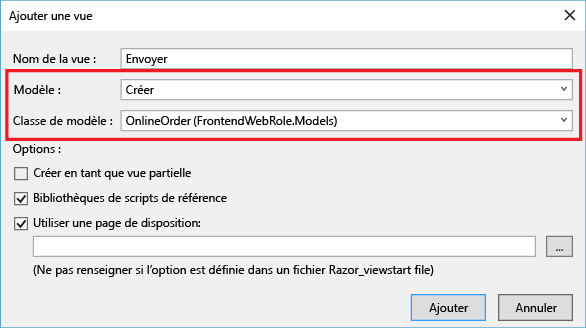 Ajouter une vue
Nom de la vue : Envoyer
Modèle : Créer
Classe de modèle : OnlineOrder (FrontendWebRole.Models)
Options :
Créer en tant que vue partielle
Bibliothèques de scripts de référence
Utiliser une page de disposition:
...
(Ne pas renseigner si l'option est définie dans un fichier Razor_viewstart file)
Ajouter Annuler